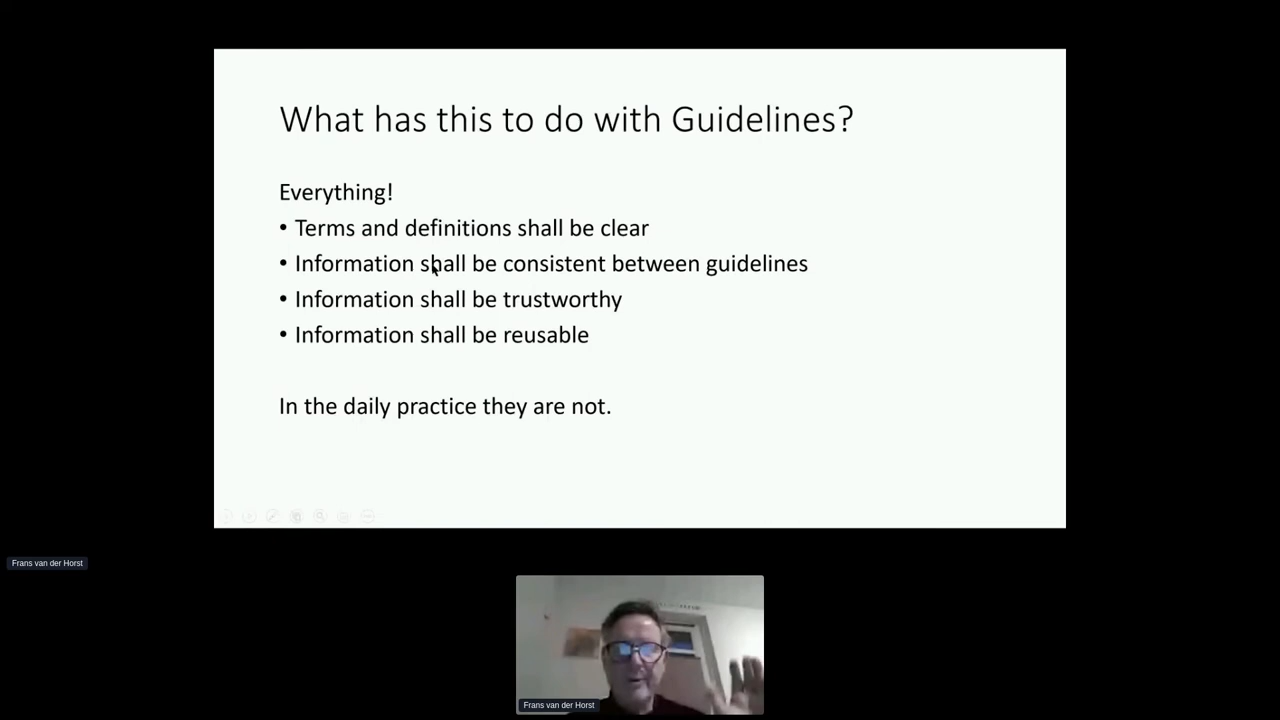 What has this to do with Guidelines?
Everything!
• Terms and definitions shall be clear
• Information shall be consistent between guidelines
• Information shall be trustworthy
• Information shall be reusable
In the daily practice they are not.
Frans van der Horst
Frans van der Horst